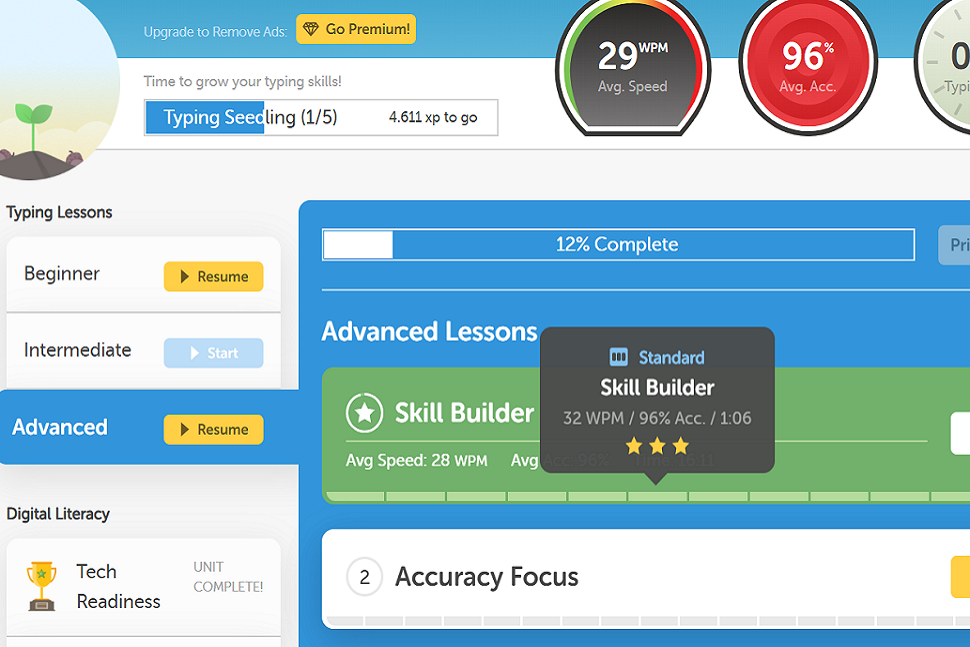 Upgrade to Remove Ads: Go Premium!
Time to grow your typing skills!
Typing Seedling (1/5) 4.611 xp to go
29 WPM
Avg. Speed
96%
Avg. Acc.
0
Typi
Typing Lessons
Beginner Resume
Intermediate Start
Advanced Resume
Digital Literacy
Tech Readiness
UNIT COMPLETE!
12% Complete
Pri
Advanced Lessons
Standard
Skill Builder
32 WPM / 96% Acc. / 1:06
Skill Builder
Avg Speed: 28 WPM Avg Acc: 96%
2 Accuracy Focus